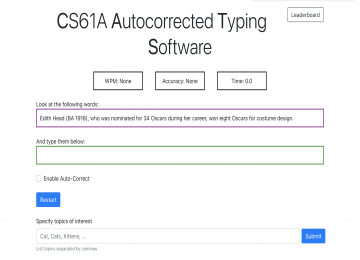 CS61A Autocorrected Typing
Software
Leaderboard
WPM: None
Accuracy: None
Time: 0.0
Look at the following words:
Edith Head (BA 1918), who was nominated for 34 Oscars during her career, won eight Oscars for costume design.
And type them below:
Enable Auto-Correct
Restart
Specify topics of interest
Cat, Cats, Kittens, ...
Submit
List topics separated by commas.